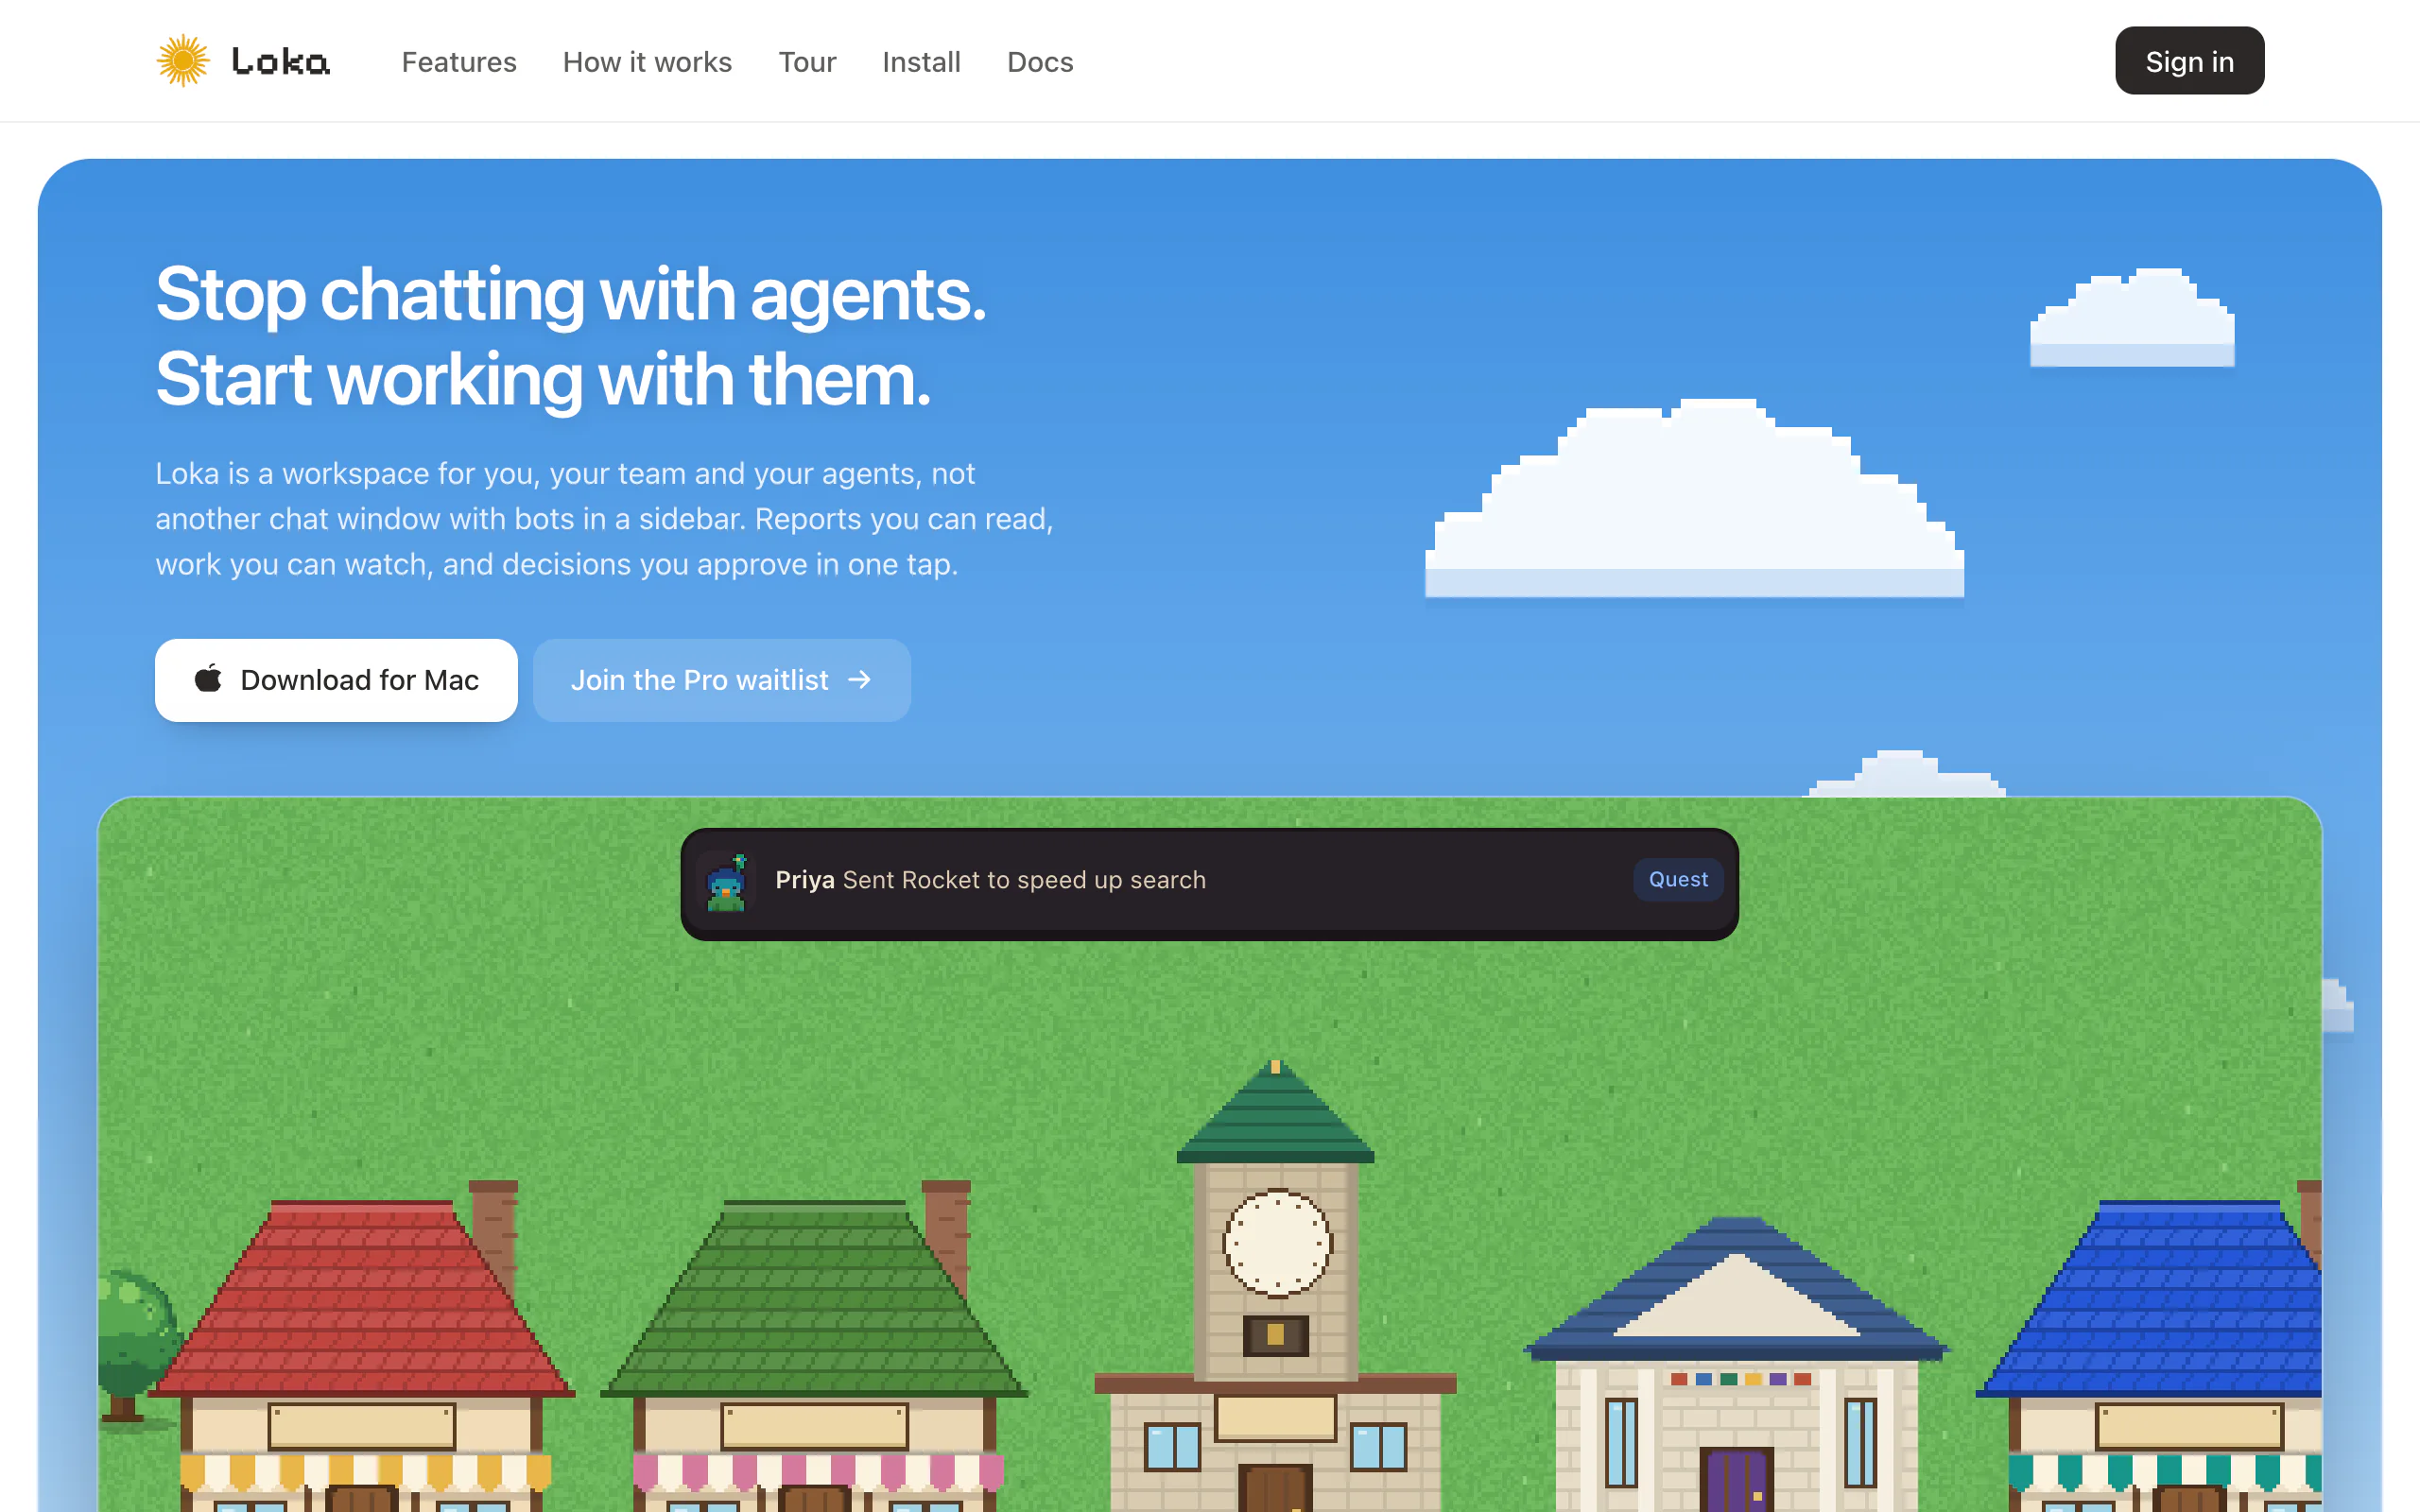 Loka
Features
How it works
Tour
Install
Docs
Sign in
Stop chatting with agents.
Start working with them.
Loka is a workspace for you, your team and your agents, not
another chat window with bots in a sidebar. Reports you can read,
work you can watch, and decisions you approve in one tap.
Download for Mac
Join the Pro waitlist →
Priya Sent Rocket to speed up search
Quest